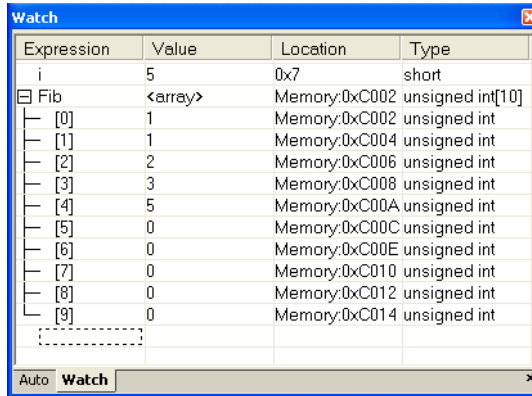 Watch
Expression Value Location Type
i 5 0x7 short
Fib <array> Memory:0xC002 unsigned int[10]
[0] 1 Memory:0xC002 unsigned int
[1] 1 Memory:0xC004 unsigned int
[2] 2 Memory:0xC006 unsigned int
[3] 3 Memory:0xC008 unsigned int
[4] 5 Memory:0xC00A unsigned int
[5] 0 Memory:0xC00C unsigned int
[6] 0 Memory:0xC00E unsigned int
[7] 0 Memory:0xC010 unsigned int
[8] 0 Memory:0xC012 unsigned int
[9] 0 Memory:0xC014 unsigned int
Auto Watch